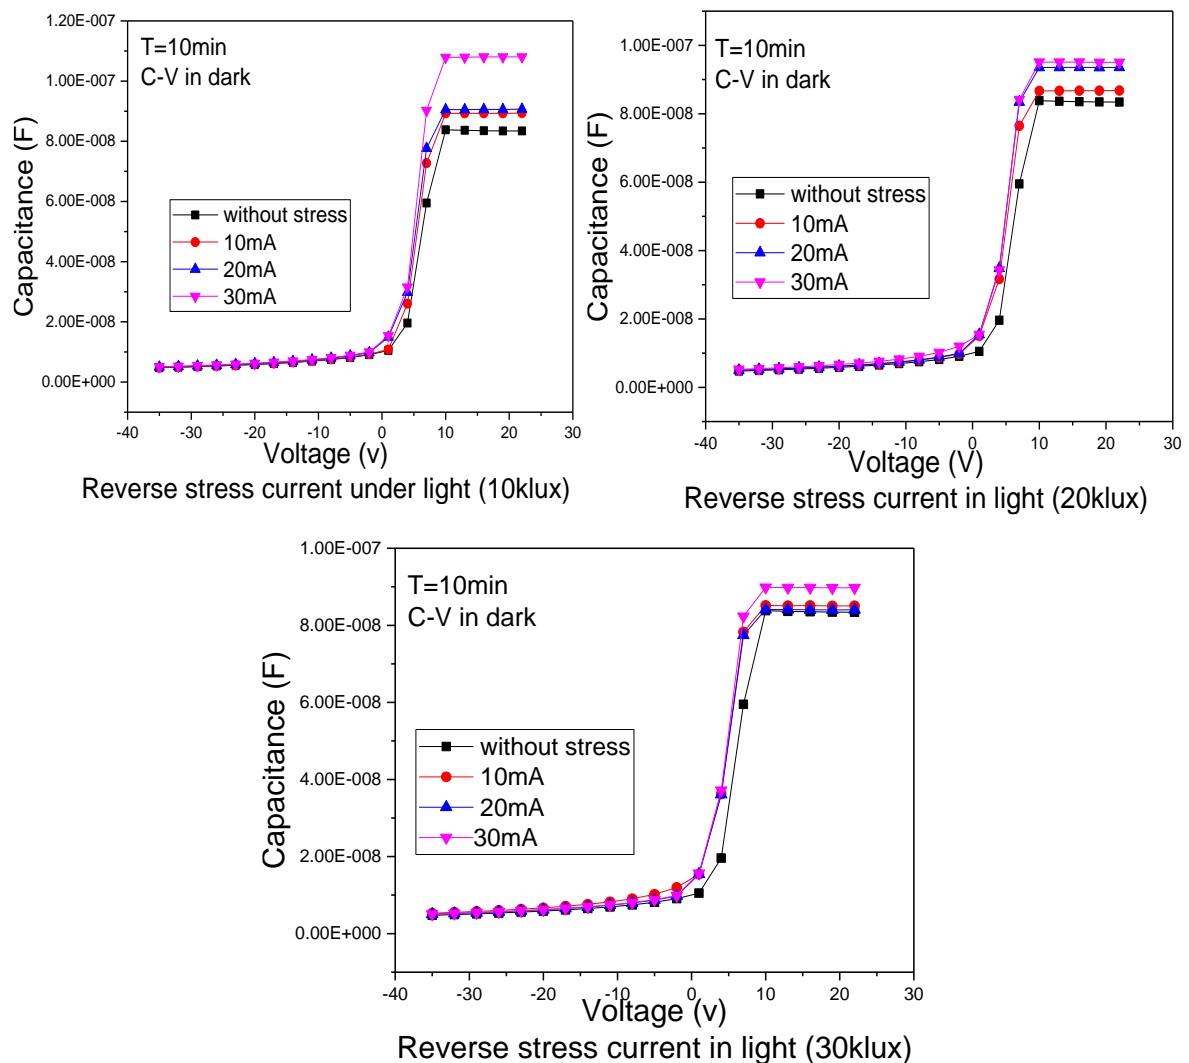 1.20E-007
1.00E-007
8.00E-008
6.00E-008
4.00E-008
2.00E-008
0.00E+000
Capacitance (F)
T=10min
C-V in dark
without stress
10mA
20mA
30mA
-40 -30 -20 -10 0 10 20 30
Voltage (v)
Reverse stress current under light (10klux)
1.00E-007
8.00E-008
6.00E-008
4.00E-008
2.00E-008
0.00E+000
Capacitance (F)
T=10min
C-V in dark
without stress
10mA
20mA
30mA
-40 -30 -20 -10 0 10 20 30
Voltage (V)
Reverse stress current in light (20klux)
1.00E-007
8.00E-008
6.00E-008
4.00E-008
2.00E-008
0.00E+000
Capacitance (F)
T=10min
C-V in dark
without stress
10mA
20mA
30mA
-40 -30 -20 -10 0 10 20 30
Voltage (v)
Reverse stress current in light (30klux)